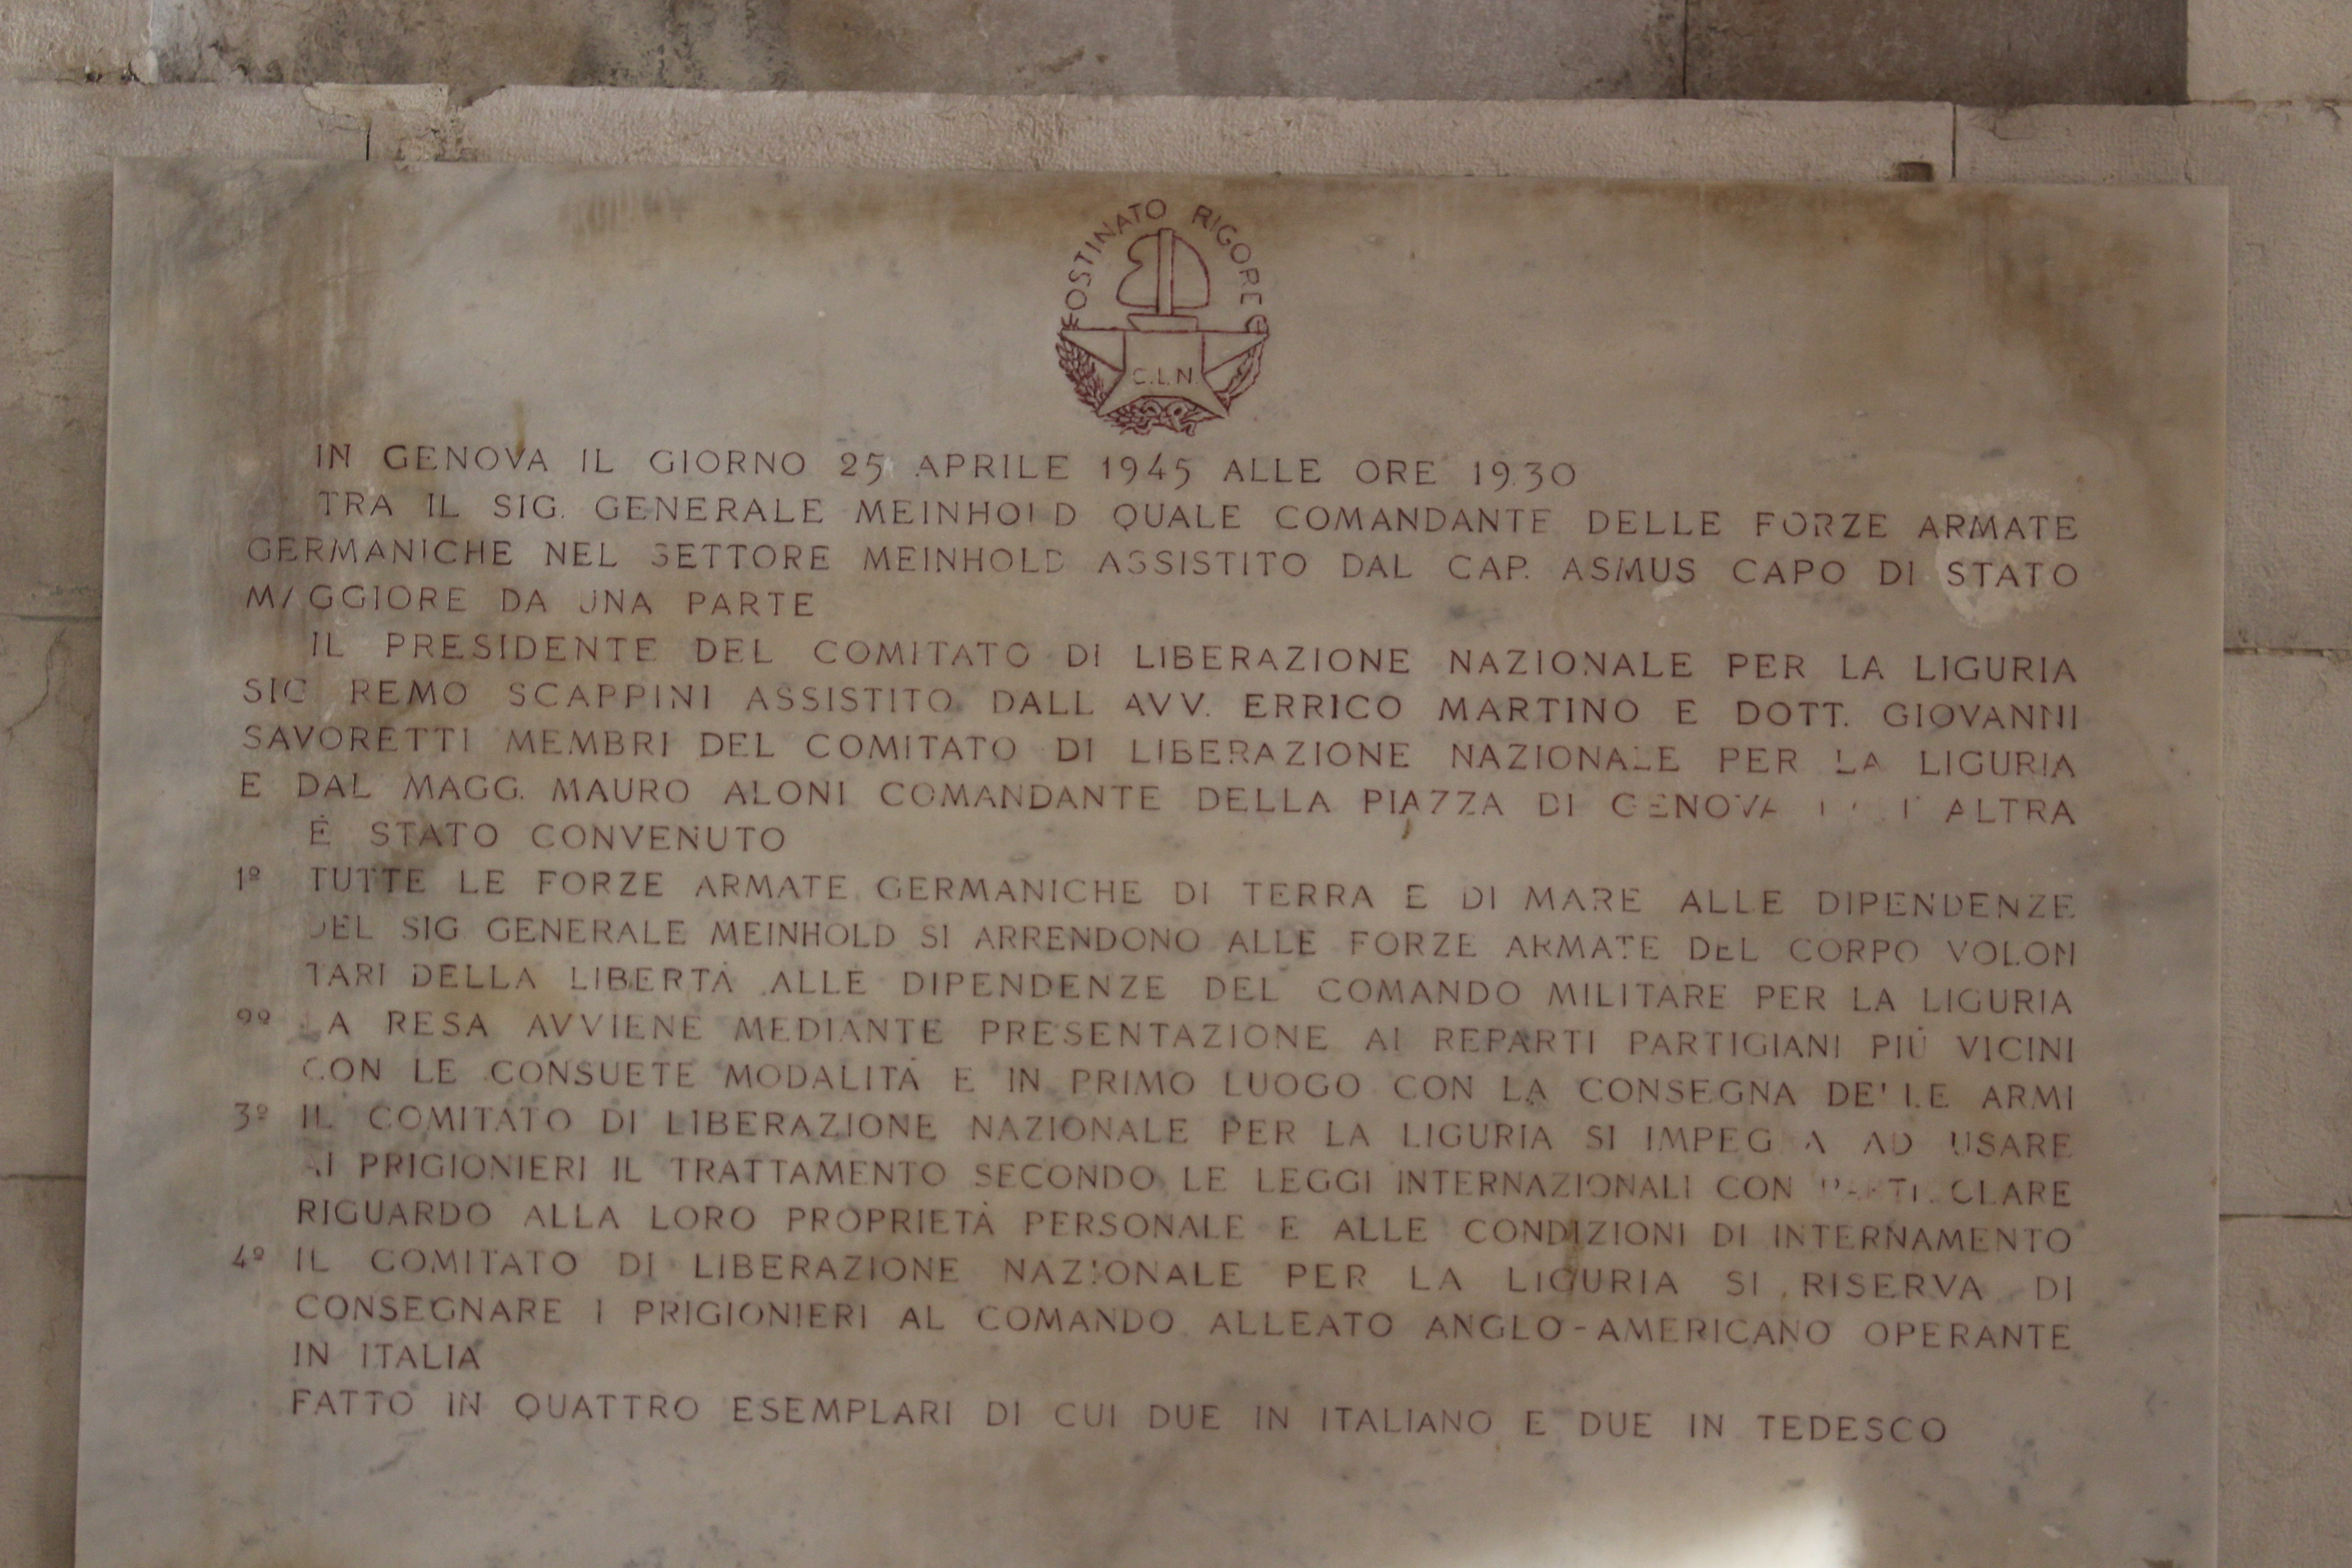 OSTINATO RIGORE
C.L.N.
IN GENOVA IL GIORNO 25 APRILE 1945 ALLE ORE 19.30
TRA IL SIG. GENERALE MEINHOLD QUALE COMANDANTE DELLE FORZE ARMATE
GERMANICHE NEL SETTORE MEINHOLD ASSISTITO DAL CAP. ASMUS CAPO DI STATO
MAGGIORE DA UNA PARTE
IL PRESIDENTE DEL COMITATO DI LIBERAZIONE NAZIONALE PER LA LIGURIA
SIG REMO SCAPPINI ASSISTITO DALL AVV. ERRICO MARTINO E DOTT. GIOVANNI
SAVORETTI MEMBRI DEL COMITATO DI LIBERAZIONE NAZIONALE PER LA LIGURIA
E DAL MAGG. MAURO ALONI COMANDANTE DELLA PIAZZA DI GENOVA ALTRA
È STATO CONVENUTO
1º TUTTE LE FORZE ARMATE GERMANICHE DI TERRA E DI MARE ALLE DIPENDENZE
DEL SIG. GENERALE MEINHOLD SI ARRENDONO ALLE FORZE ARMATE DEL CORPO VOLON
TARI DELLA LIBERTÀ ALLE DIPENDENZE DEL COMANDO MILITARE PER LA LIGURIA
2º LA RESA AVVIENE MEDIANTE PRESENTAZIONE AI REPARTI PARTIGIANI PIÙ VICINI
CON LE CONSUETE MODALITÀ E IN PRIMO LUOGO CON LA CONSEGNA DELLE ARMI
3º IL COMITATO DI LIBERAZIONE NAZIONALE PER LA LIGURIA SI IMPEGNA AD USARE
AI PRIGIONIERI IL TRATTAMENTO SECONDO LE LEGGI INTERNAZIONALI CON PARTICOLARE
RIGUARDO ALLA LORO PROPRIETÀ PERSONALE E ALLE CONDIZIONI DI INTERNAMENTO
4º IL COMITATO DI LIBERAZIONE NAZIONALE PER LA LIGURIA SI RISERVA DI
CONSEGNARE I PRIGIONIERI AL COMANDO ALLEATO ANGLO-AMERICANO OPERANTE
IN ITALIA
FATTO IN QUATTRO ESEMPLARI DI CUI DUE IN ITALIANO E DUE IN TEDESCO